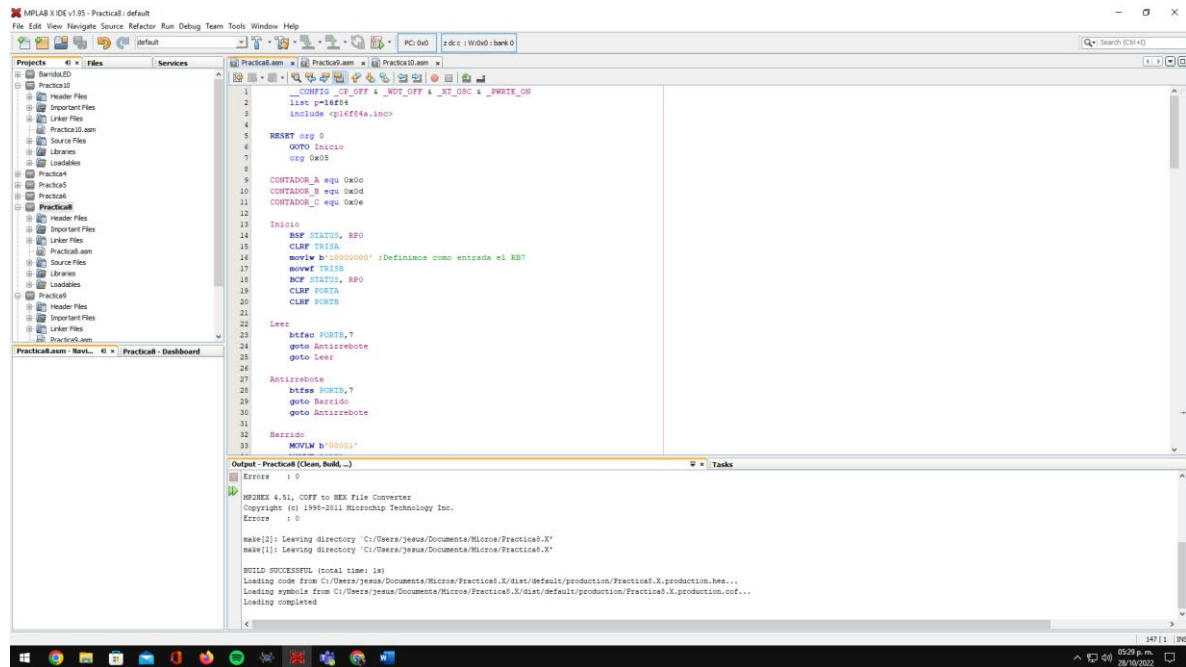 MPLAB X IDE v1.95 - Practica8 : default
File Edit View Navigate Source Refactor Run Debug Team Tools Window Help
default
PC: 0x0
z dc c : W:0x0 : bank 0
Search (Ctrl+I)
Projects
Files
Services
BarridoLED
Practica10
Header Files
Important Files
Linker Files
Practica10.asm
Source Files
Libraries
Loadables
Practica4
Practica5
Practica6
Practica8
Header Files
Important Files
Linker Files
Practica8.asm
Source Files
Libraries
Loadables
Practica9
Header Files
Important Files
Linker Files
Practica9.asm
Practica8.asm - Navi...
Practica8 - Dashboard
Practica8.asm
Practica9.asm
Practica10.asm
1 __CONFIG _CP_OFF & _WDT_OFF & _XT_OSC & _PWRTE_ON
2 list p=16f84
3 include <p16f84a.inc>
4
5 RESET org 0
6 GOTO Inicio
7 org 0x05
8
9 CONTADOR_A equ 0x0c
10 CONTADOR_B equ 0x0d
11 CONTADOR_C equ 0x0e
12
13 Inicio
14 BSF STATUS, RP0
15 CLRF TRISA
16 movlw b'10000000' ;Definimos como entrada el RB7
17 movwf TRISB
18 BCF STATUS, RP0
19 CLRF PORTA
20 CLRF PORTB
21
22 Leer
23 btfsc PORTB,7
24 goto Antirrebote
25 goto Leer
26
27 Antirrebote
28 btfss PORTB,7
29 goto Barrido
30 goto Antirrebote
31
32 Barrido
33 MOVLW b'00001'
Output - Practica8 (Clean, Build, ...)
Tasks
Errors : 0
MP2HEX 4.51, COFF to HEX File Converter
Copyright (c) 1998-2011 Microchip Technology Inc.
Errors : 0
make[2]: Leaving directory `C:/Users/jesus/Documents/Micros/Practica8.X'
make[1]: Leaving directory `C:/Users/jesus/Documents/Micros/Practica8.X'
BUILD SUCCESSFUL (total time: 1s)
Loading code from C:/Users/jesus/Documents/Micros/Practica8.X/dist/default/production/Practica8.X.production.hex...
Loading symbols from C:/Users/jesus/Documents/Micros/Practica8.X/dist/default/production/Practica8.X.production.cof...
Loading completed
147 | 1 INS
05:29 p. m.
28/10/2022